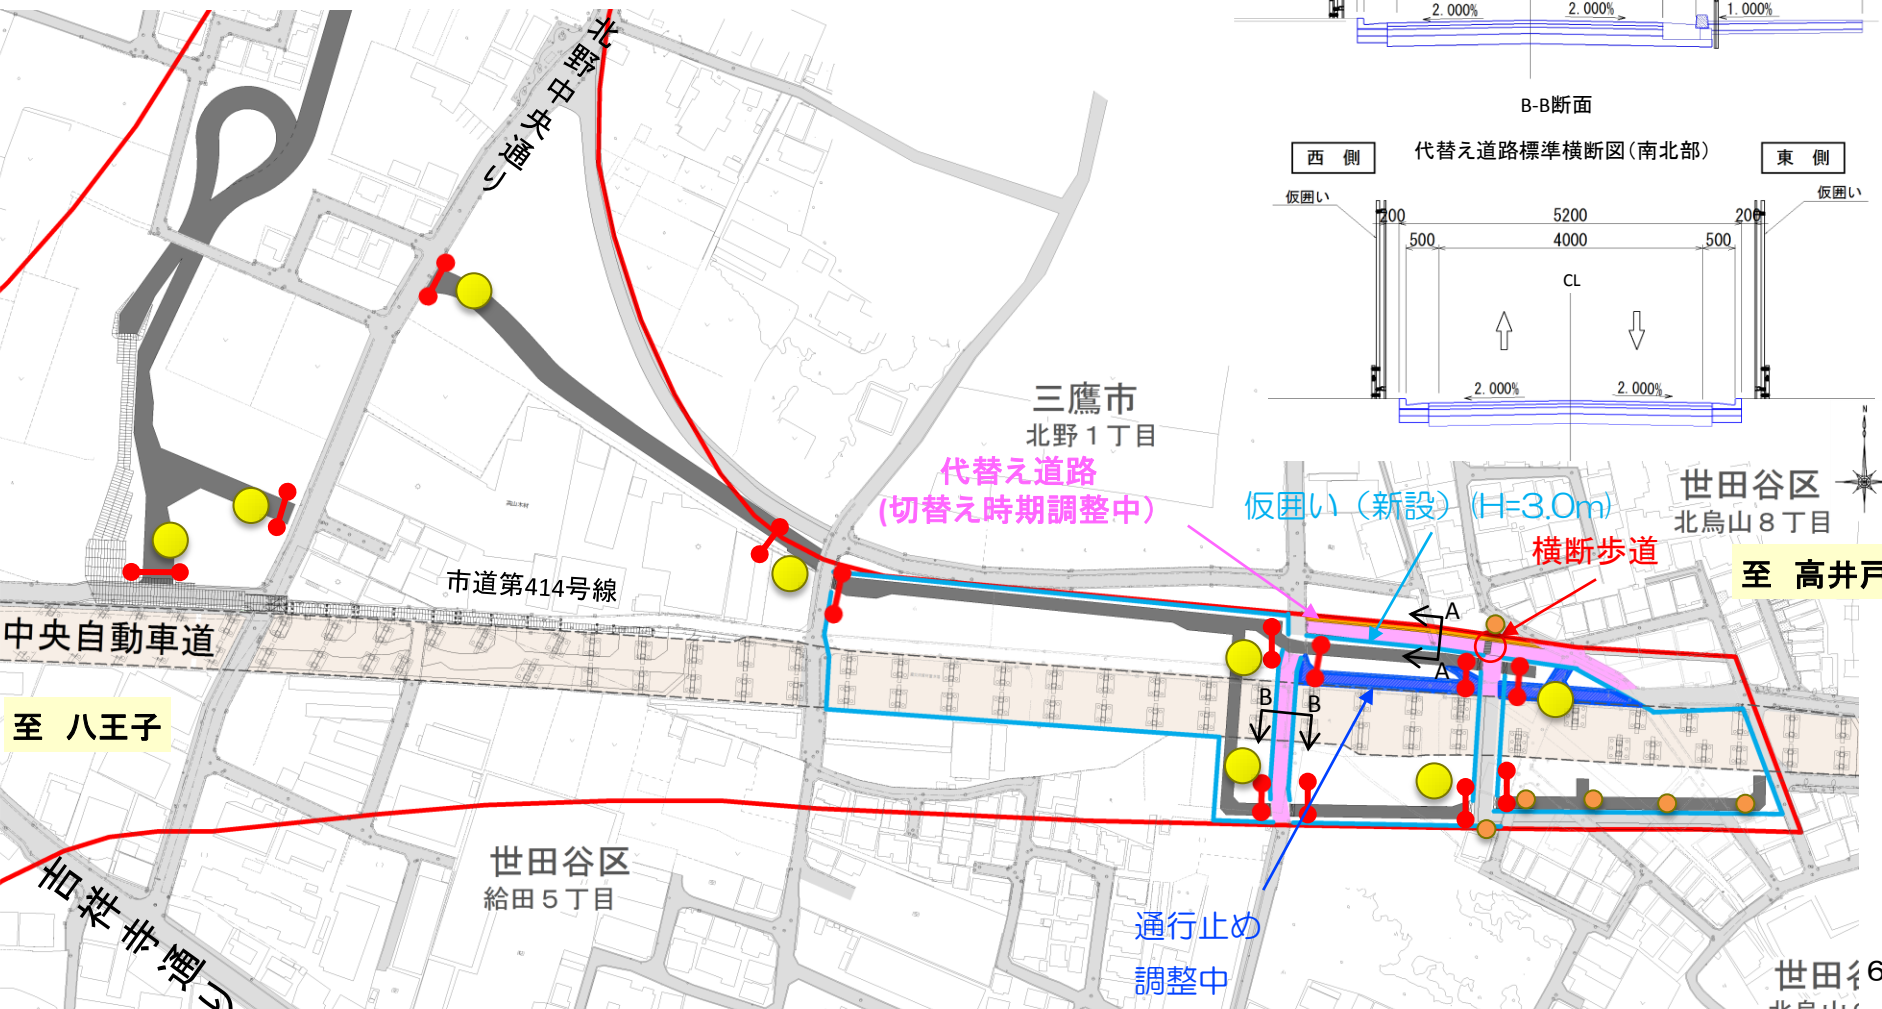 2.000%
2.000%
1.000%
B-B断面
代替え道路標準横断図(南北部)
西 側
東 側
仮囲い
仮囲い
200
5200
200
500
4000
500
CL
2.000%
2.000%
N
北野中央通り
三鷹市
北野1丁目
代替え道路
(切替え時期調整中)
仮囲い(新設)(H=3.0m)
横断歩道
世田谷区
北烏山8丁目
至 高井戸
市道第414号線
中央自動車道
至 八王子
A
A
B
B
世田谷区
給田5丁目
吉祥寺通り
通行止め
調整中
世田谷
6